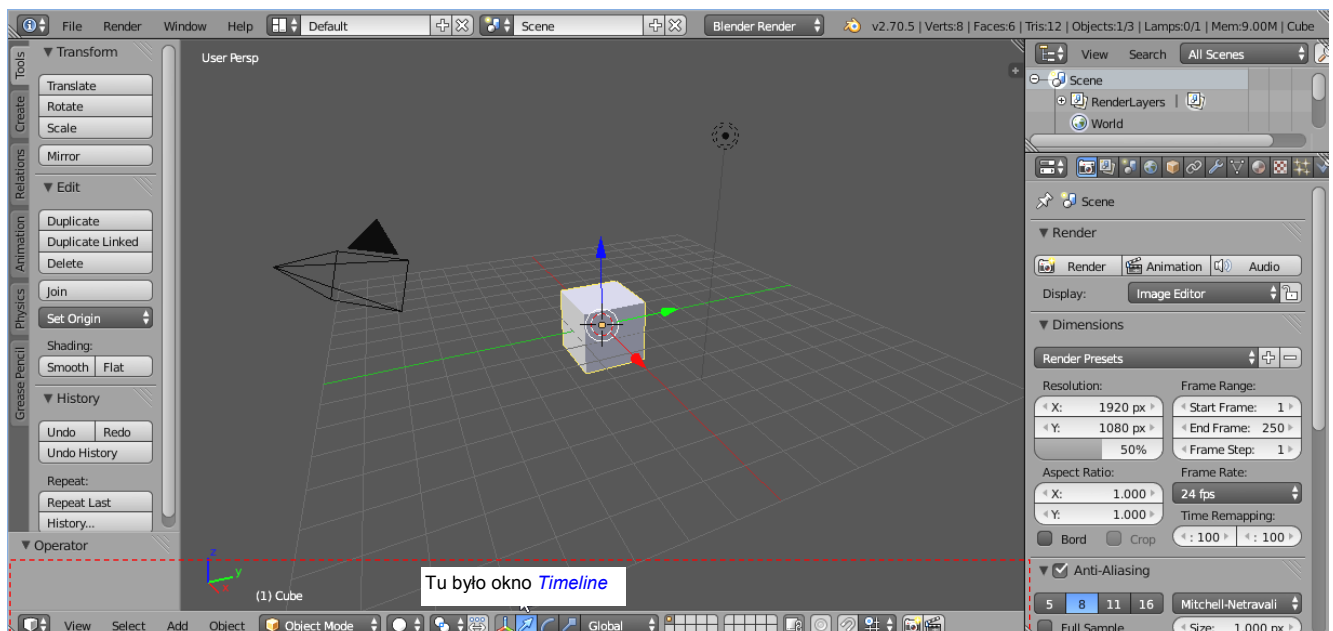 File Render Window Help Default Scene Blender Render v2.70.5 | Verts:8 | Faces:6 | Tris:12 | Objects:1/3 | Lamps:0/1 | Mem:9.00M | Cube
Tools
Create
Relations
Animation
Physics
Grease Pencil
Transform
Translate
Rotate
Scale
Mirror
Edit
Duplicate
Duplicate Linked
Delete
Join
Set Origin
Shading:
Smooth Flat
History
Undo Redo
Undo History
Repeat:
Repeat Last
History...
Operator
User Persp
z
y
x
(1) Cube
Tu było okno Timeline
View Select Add Object Object Mode Global
View Search All Scenes
Scene
RenderLayers |
World
Scene
Render
Render Animation Audio
Display: Image Editor
Dimensions
Render Presets
Resolution: Frame Range:
X: 1920 px Start Frame: 1
Y: 1080 px End Frame: 250
50% Frame Step: 1
Aspect Ratio: Frame Rate:
X: 1.000 24 fps
Y: 1.000 Time Remapping:
Bord Crop : 100 : 100
Anti-Aliasing
5 8 11 16 Mitchell-Netravali
Full Sample Size: 1.000 px